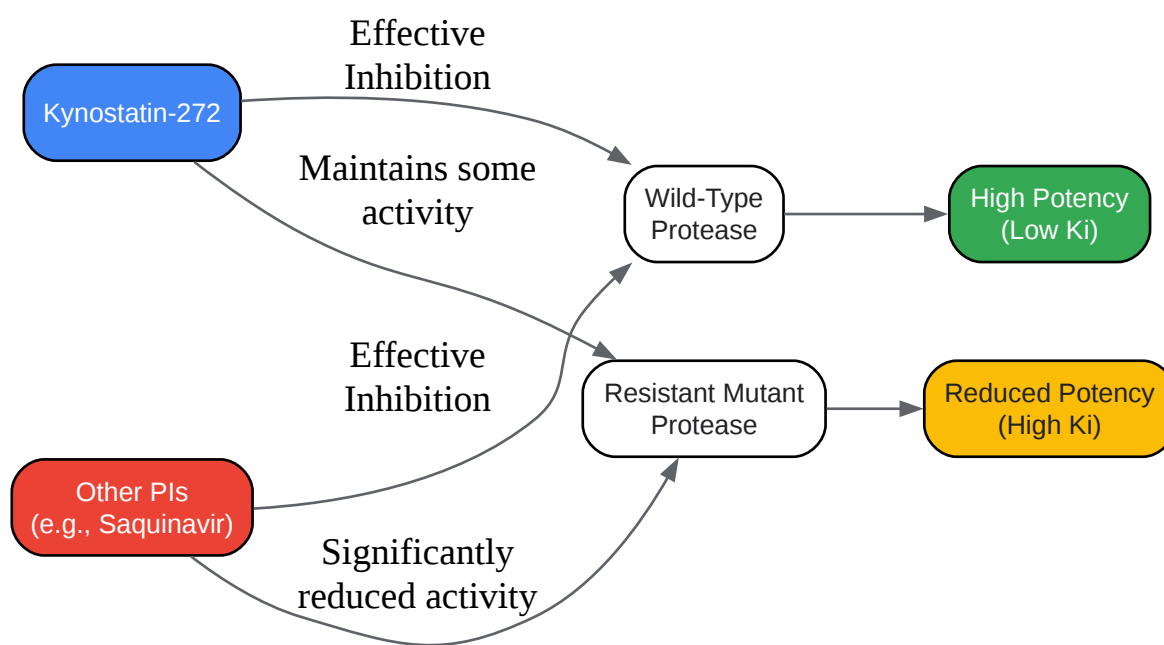 Effective
Inhibition
Kynostatin-272
Maintains some
activity
Wild-Type
Protease
High Potency
(Low Ki)
Effective
Inhibition
Resistant Mutant
Protease
Reduced Potency
(High Ki)
Other PIs
(e.g., Saquinavir)
Significantly
reduced activity